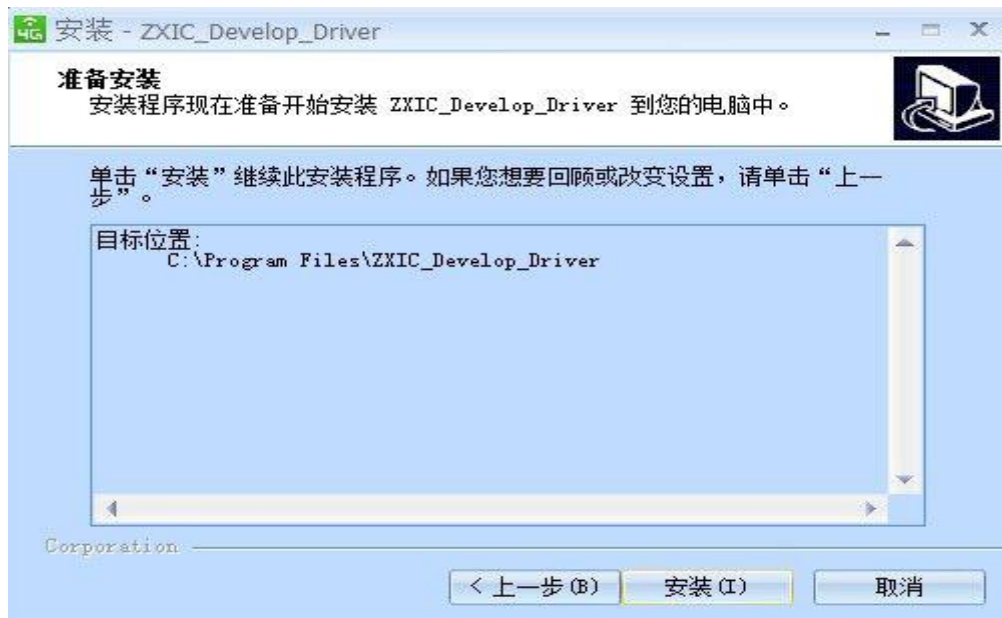 4G 安装 - ZXIC_Develop_Driver
准备安装
安装程序现在准备开始安装 ZXIC_Develop_Driver 到您的电脑中。
单击“安装”继续此安装程序。如果您想要回顾或改变设置，请单击“上一
步”。
目标位置:
C:\Program Files\ZXIC_Develop_Driver
Corporation
< 上一步(B) 安装(I) 取消